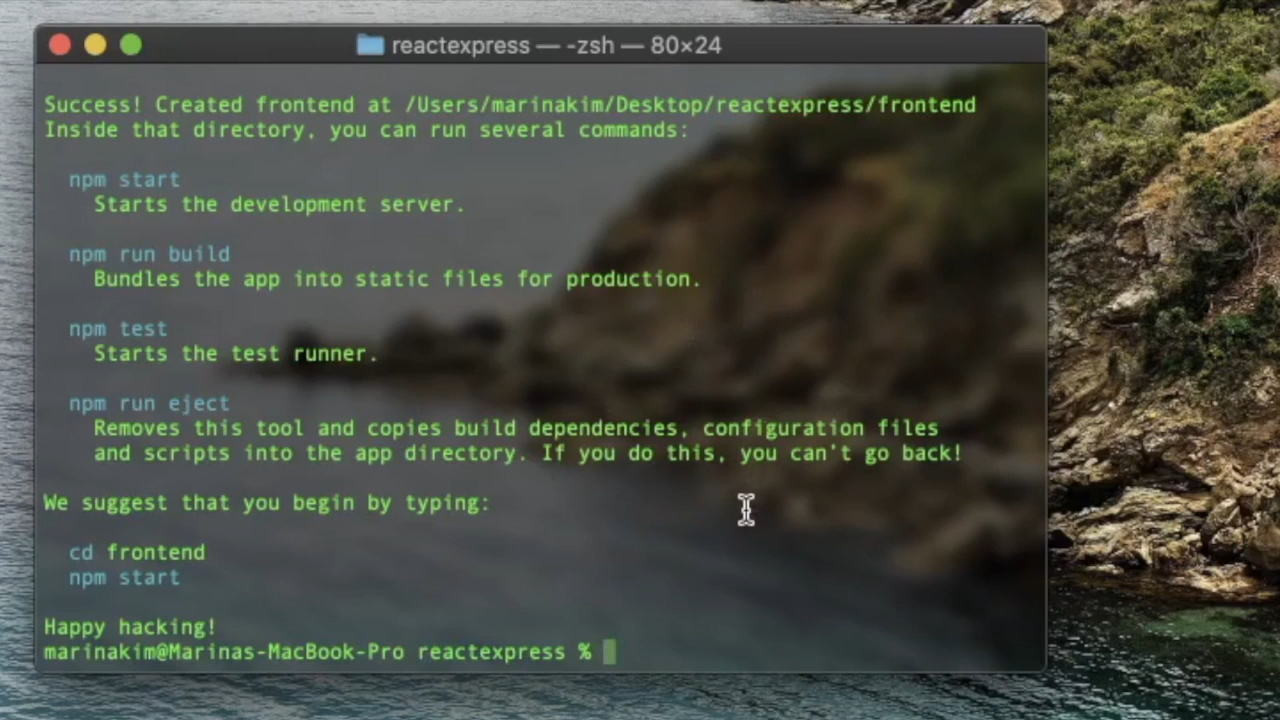 reactexpress — -zsh — 80×24
Success! Created frontend at /Users/marinakim/Desktop/reactexpress/frontend
Inside that directory, you can run several commands:
npm start
Starts the development server.
npm run build
Bundles the app into static files for production.
npm test
Starts the test runner.
npm run eject
Removes this tool and copies build dependencies, configuration files
and scripts into the app directory. If you do this, you can't go back!
We suggest that you begin by typing:
cd frontend
npm start
Happy hacking!
marinakim@Marinas-MacBook-Pro reactexpress %